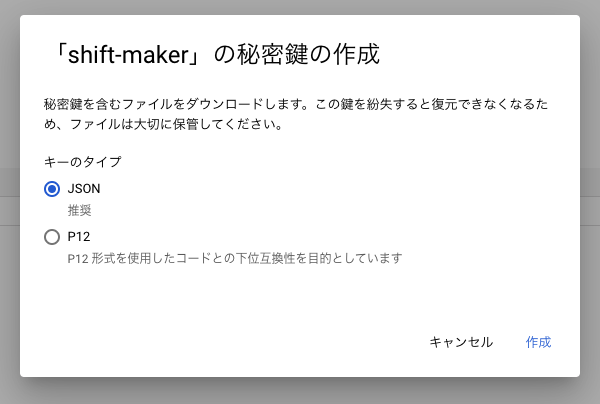 「shift-maker」の秘密鍵の作成
秘密鍵を含むファイルをダウンロードします。この鍵を紛失すると復元できなくなるた
め、ファイルは大切に保管してください。
キーのタイプ
JSON
推奨
P12
P12 形式を使用したコードとの下位互換性を目的としています
キャンセル
作成